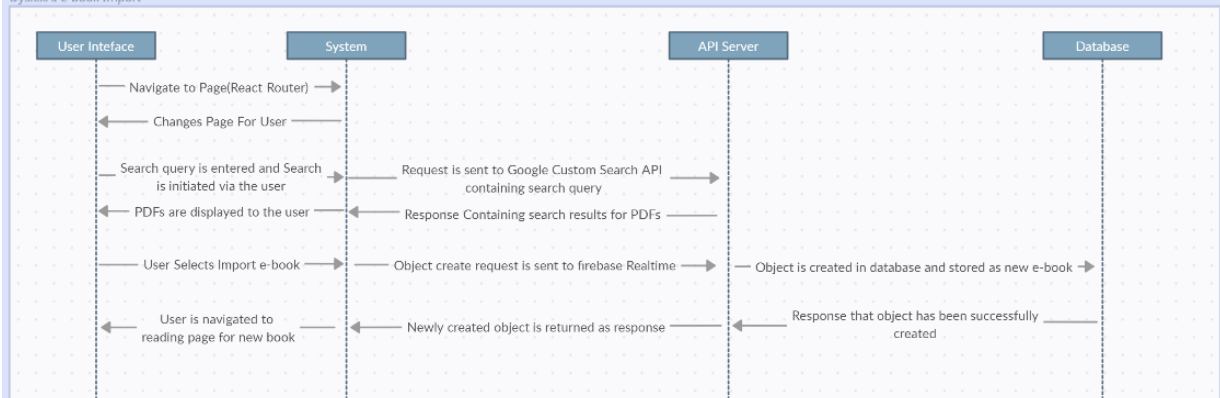 e-book Import
User Inteface
System
API Server
Database
Navigate to Page(React Router)
Changes Page For User
Search query is entered and Search
is initiated via the user
Request is sent to Google Custom Search API
containing search query
PDFs are displayed to the user
Response Containing search results for PDFs
User Selects Import e-book
Object create request is sent to firebase Realtime
Object is created in database and stored as new e-book
User is navigated to
reading page for new book
Newly created object is returned as response
Response that object has been successfully
created